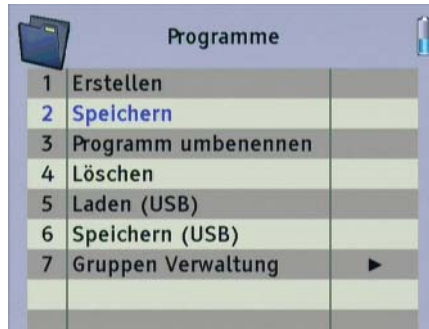 Programme
1 Erstellen
2 Speichern
3 Programm umbenennen
4 Löschen
5 Laden (USB)
6 Speichern (USB)
7 Gruppen Verwaltung ►